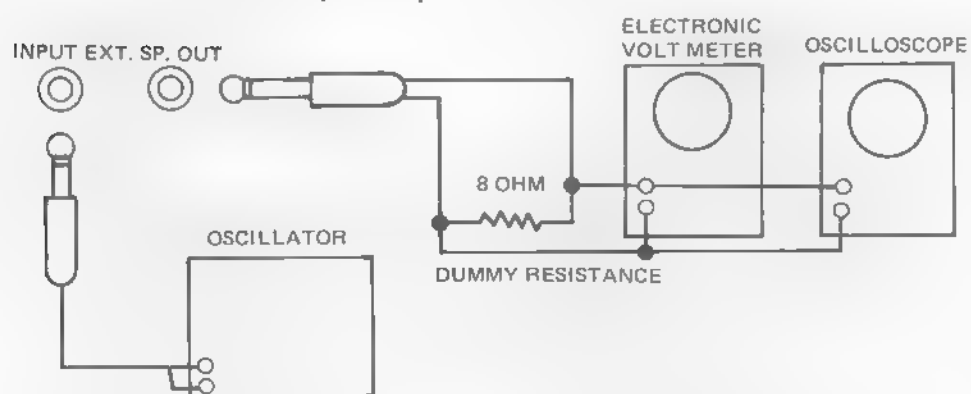 ELECTRONIC
VOLT METER
OSCILLOSCOPE
INPUT EXT. SP. OUT
8 OHM
OSCILLATOR
DUMMY RESISTANCE